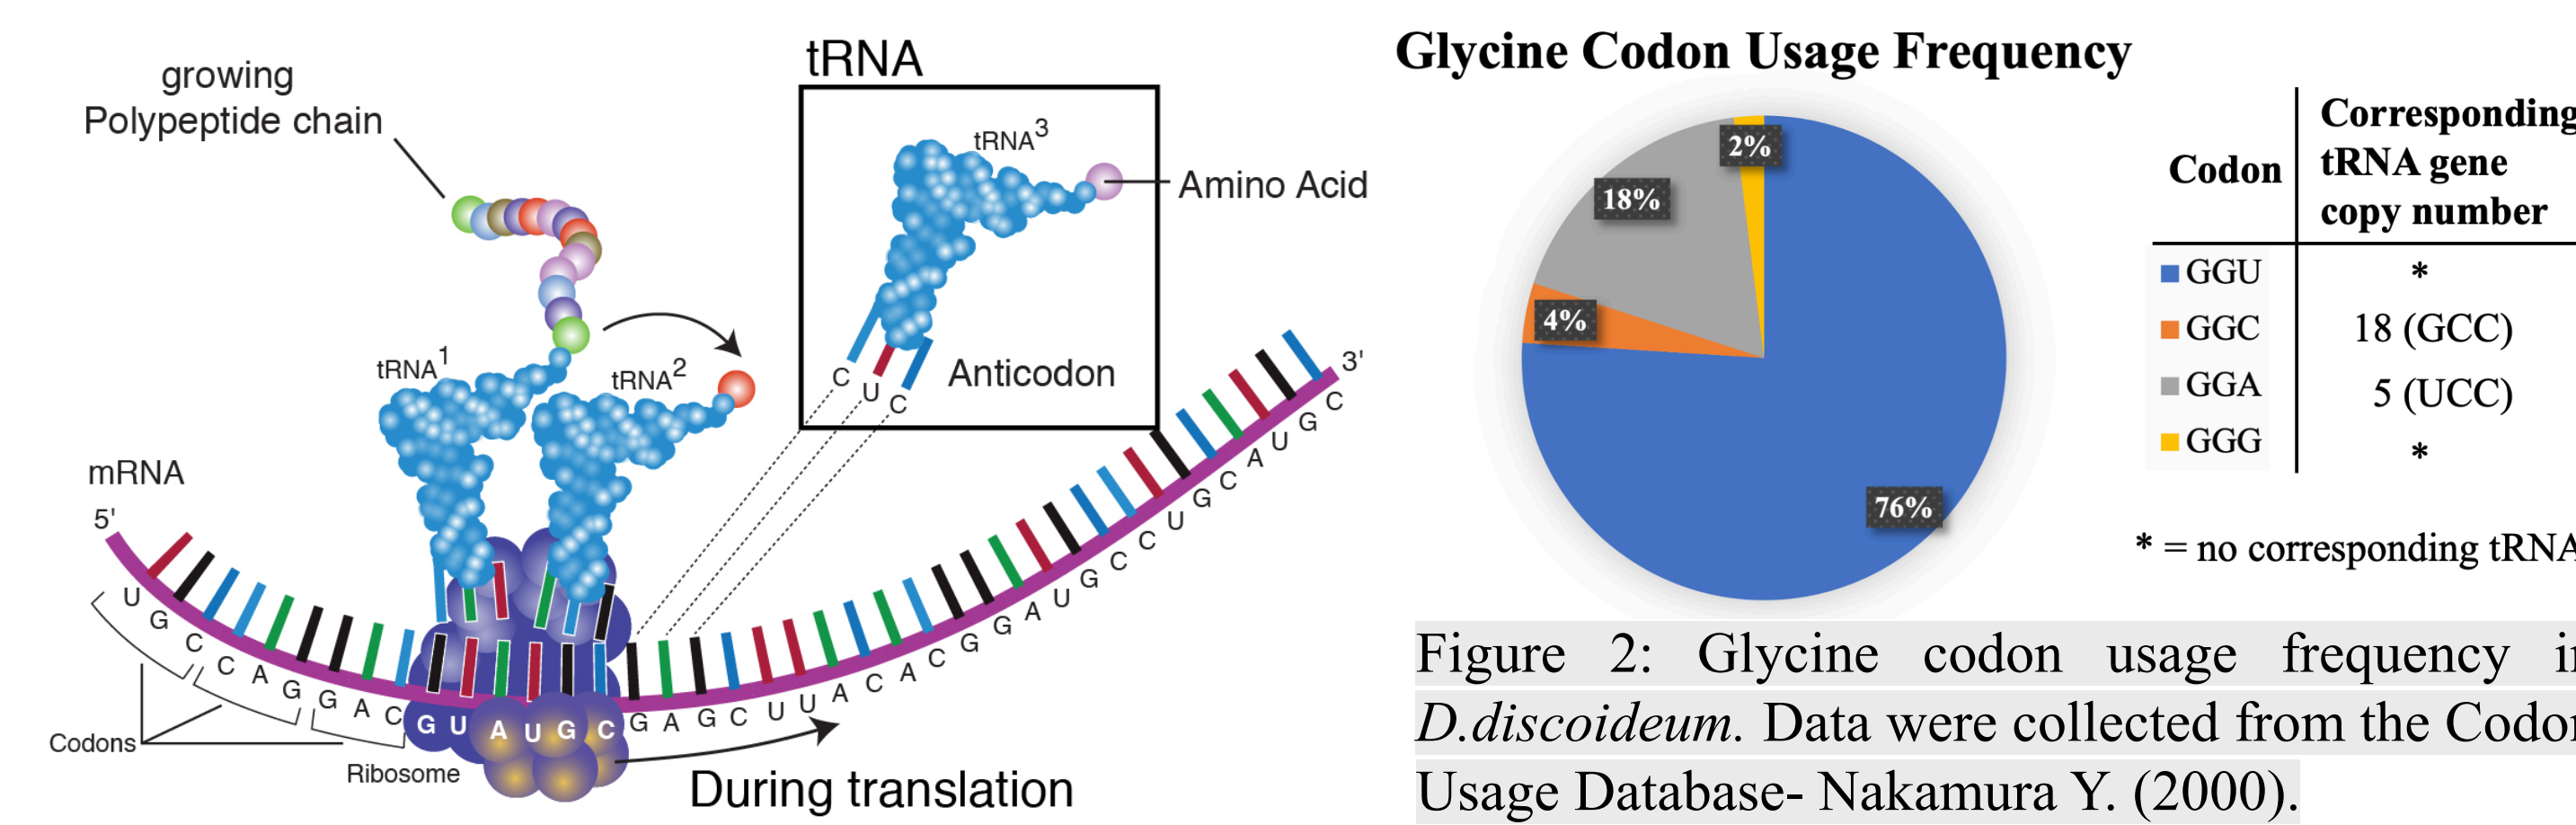 growing
Polypeptide chain
tRNA
tRNA3
Amino Acid
C U C
Anticodon
tRNA1
tRNA2
mRNA
5'
3'
U G C C A G G A C G U A U G C G A G C U U A C A C G G A U G C C U G C A U G C
Codons
Ribosome
During translation
Glycine Codon Usage Frequency
2%
18%
4%
76%
Codon
Corresponding
tRNA gene
copy number
GGU *
GGC 18 (GCC)
GGA 5 (UCC)
GGG *
* = no corresponding tRNA
Figure 2: Glycine codon usage frequency in
D.discoideum. Data were collected from the Codon
Usage Database- Nakamura Y. (2000).